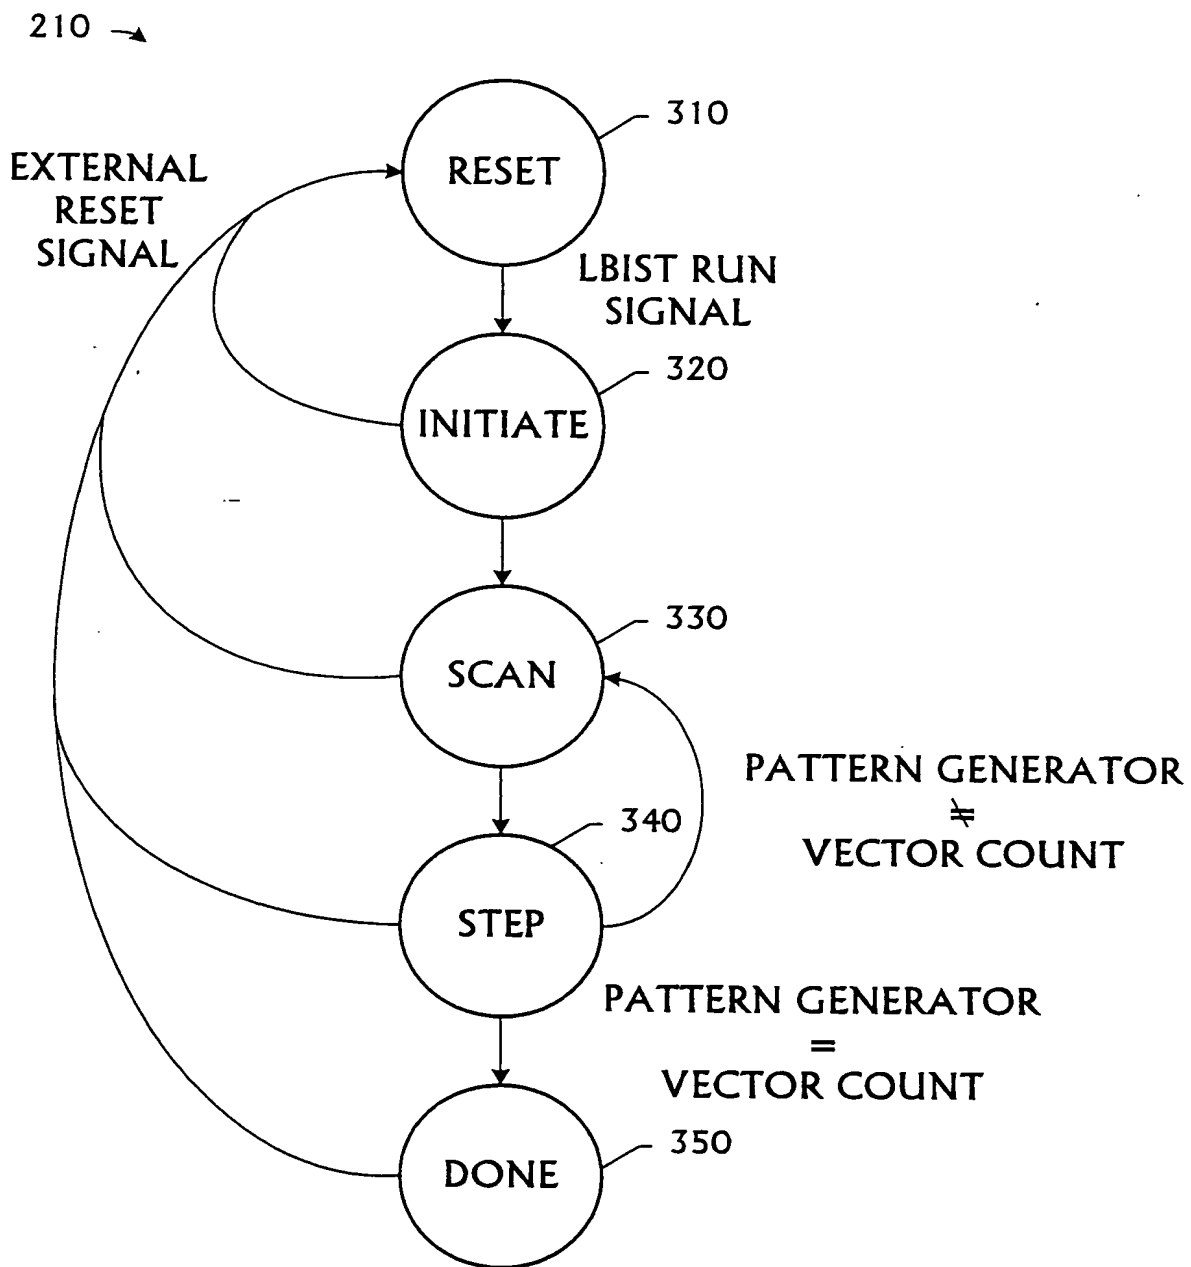 210
310
RESET
EXTERNAL
RESET
SIGNAL
LBIST RUN
SIGNAL
320
INITIATE
330
SCAN
PATTERN GENERATOR
≠
VECTOR COUNT
340
STEP
PATTERN GENERATOR
=
VECTOR COUNT
350
DONE